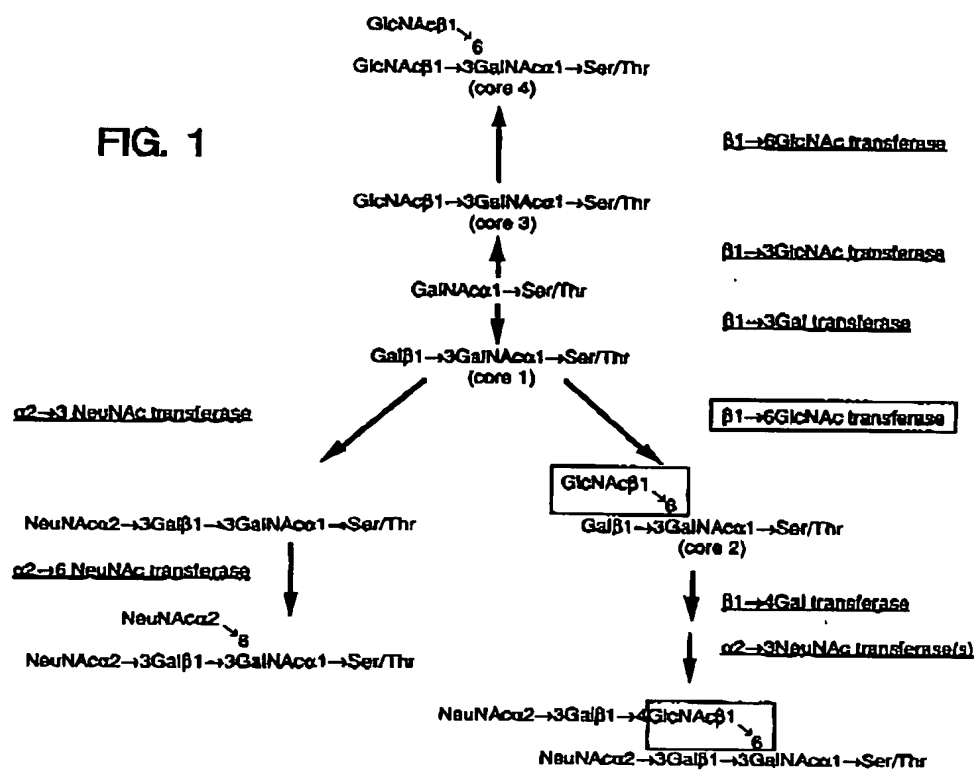 GlcNAcβ1
↘6
GlcNAcβ1→3GalNAcα1→Ser/Thr
(core 4)
FIG. 1
β1→6GlcNAc transferase
GlcNAcβ1→3GalNAcα1→Ser/Thr
(core 3)
β1→3GlcNAc transferase
GalNAcα1→Ser/Thr
β1→3Gal transferase
Galβ1→3GalNAcα1→Ser/Thr
(core 1)
α2→3 NeuNAc transferase
β1→6GlcNAc transferase
GlcNAcβ1
↘6
NeuNAcα2→3Galβ1→3GalNAcα1→Ser/Thr
Galβ1→3GalNAcα1→Ser/Thr
(core 2)
α2→6 NeuNAc transferase
β1→4Gal transferase
NeuNAcα2
↘6
NeuNAcα2→3Galβ1→3GalNAcα1→Ser/Thr
α2→3NeuNAc transferase(s)
NeuNAcα2→3Galβ1→4GlcNAcβ1
↘6
NeuNAcα2→3Galβ1→3GalNAcα1→Ser/Thr